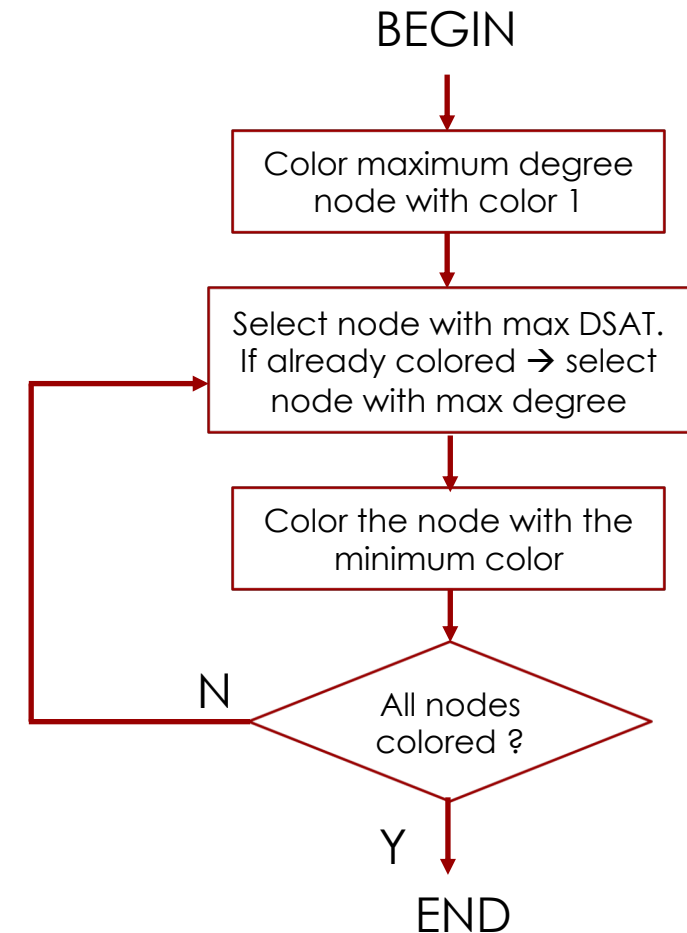 BEGIN
Color maximum degree
node with color 1
Select node with max DSAT.
If already colored → select
node with max degree
Color the node with the
minimum color
N
All nodes
colored ?
Y
END